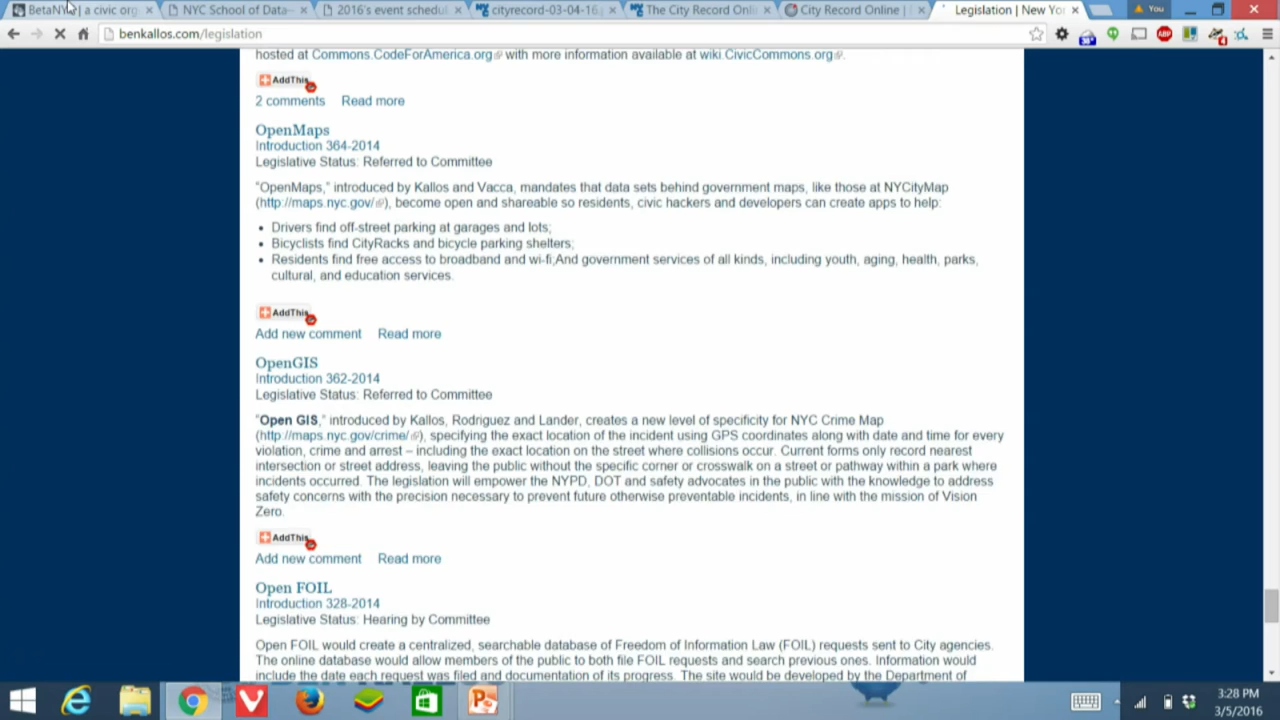 BetaNYC | a civic org
NYC School of Data
2016's event schedul
cityrecord-03-04-16.
The City Record Onli
City Record Online |
Legislation | New Yor
You
benkallos.com/legislation
hosted at Commons.CodeForAmerica.org with more information available at wiki.CivicCommons.org.
AddThis
2 comments Read more
OpenMaps
Introduction 364-2014
Legislative Status: Referred to Committee
"OpenMaps," introduced by Kallos and Vacca, mandates that data sets behind government maps, like those at NYCityMap
(http://maps.nyc.gov/), become open and shareable so residents, civic hackers and developers can create apps to help:
• Drivers find off-street parking at garages and lots;
• Bicyclists find CityRacks and bicycle parking shelters;
• Residents find free access to broadband and wi-fi;And government services of all kinds, including youth, aging, health, parks,
cultural, and education services.
AddThis
Add new comment Read more
OpenGIS
Introduction 362-2014
Legislative Status: Referred to Committee
"Open GIS," introduced by Kallos, Rodriguez and Lander, creates a new level of specificity for NYC Crime Map
(http://maps.nyc.gov/crime/), specifying the exact location of the incident using GPS coordinates along with date and time for every
violation, crime and arrest – including the exact location on the street where collisions occur. Current forms only record nearest
intersection or street address, leaving the public without the specific corner or crosswalk on a street or pathway within a park where
incidents occurred. The legislation will empower the NYPD, DOT and safety advocates in the public with the knowledge to address
safety concerns with the precision necessary to prevent future otherwise preventable incidents, in line with the mission of Vision
Zero.
AddThis
Add new comment Read more
Open FOIL
Introduction 328-2014
Legislative Status: Hearing by Committee
Open FOIL would create a centralized, searchable database of Freedom of Information Law (FOIL) requests sent to City agencies.
The online database would allow members of the public to both file FOIL requests and search previous ones. Information would
include the date each request was filed and documentation of its progress. The site would be developed by the Department of
3:28 PM
3/5/2016